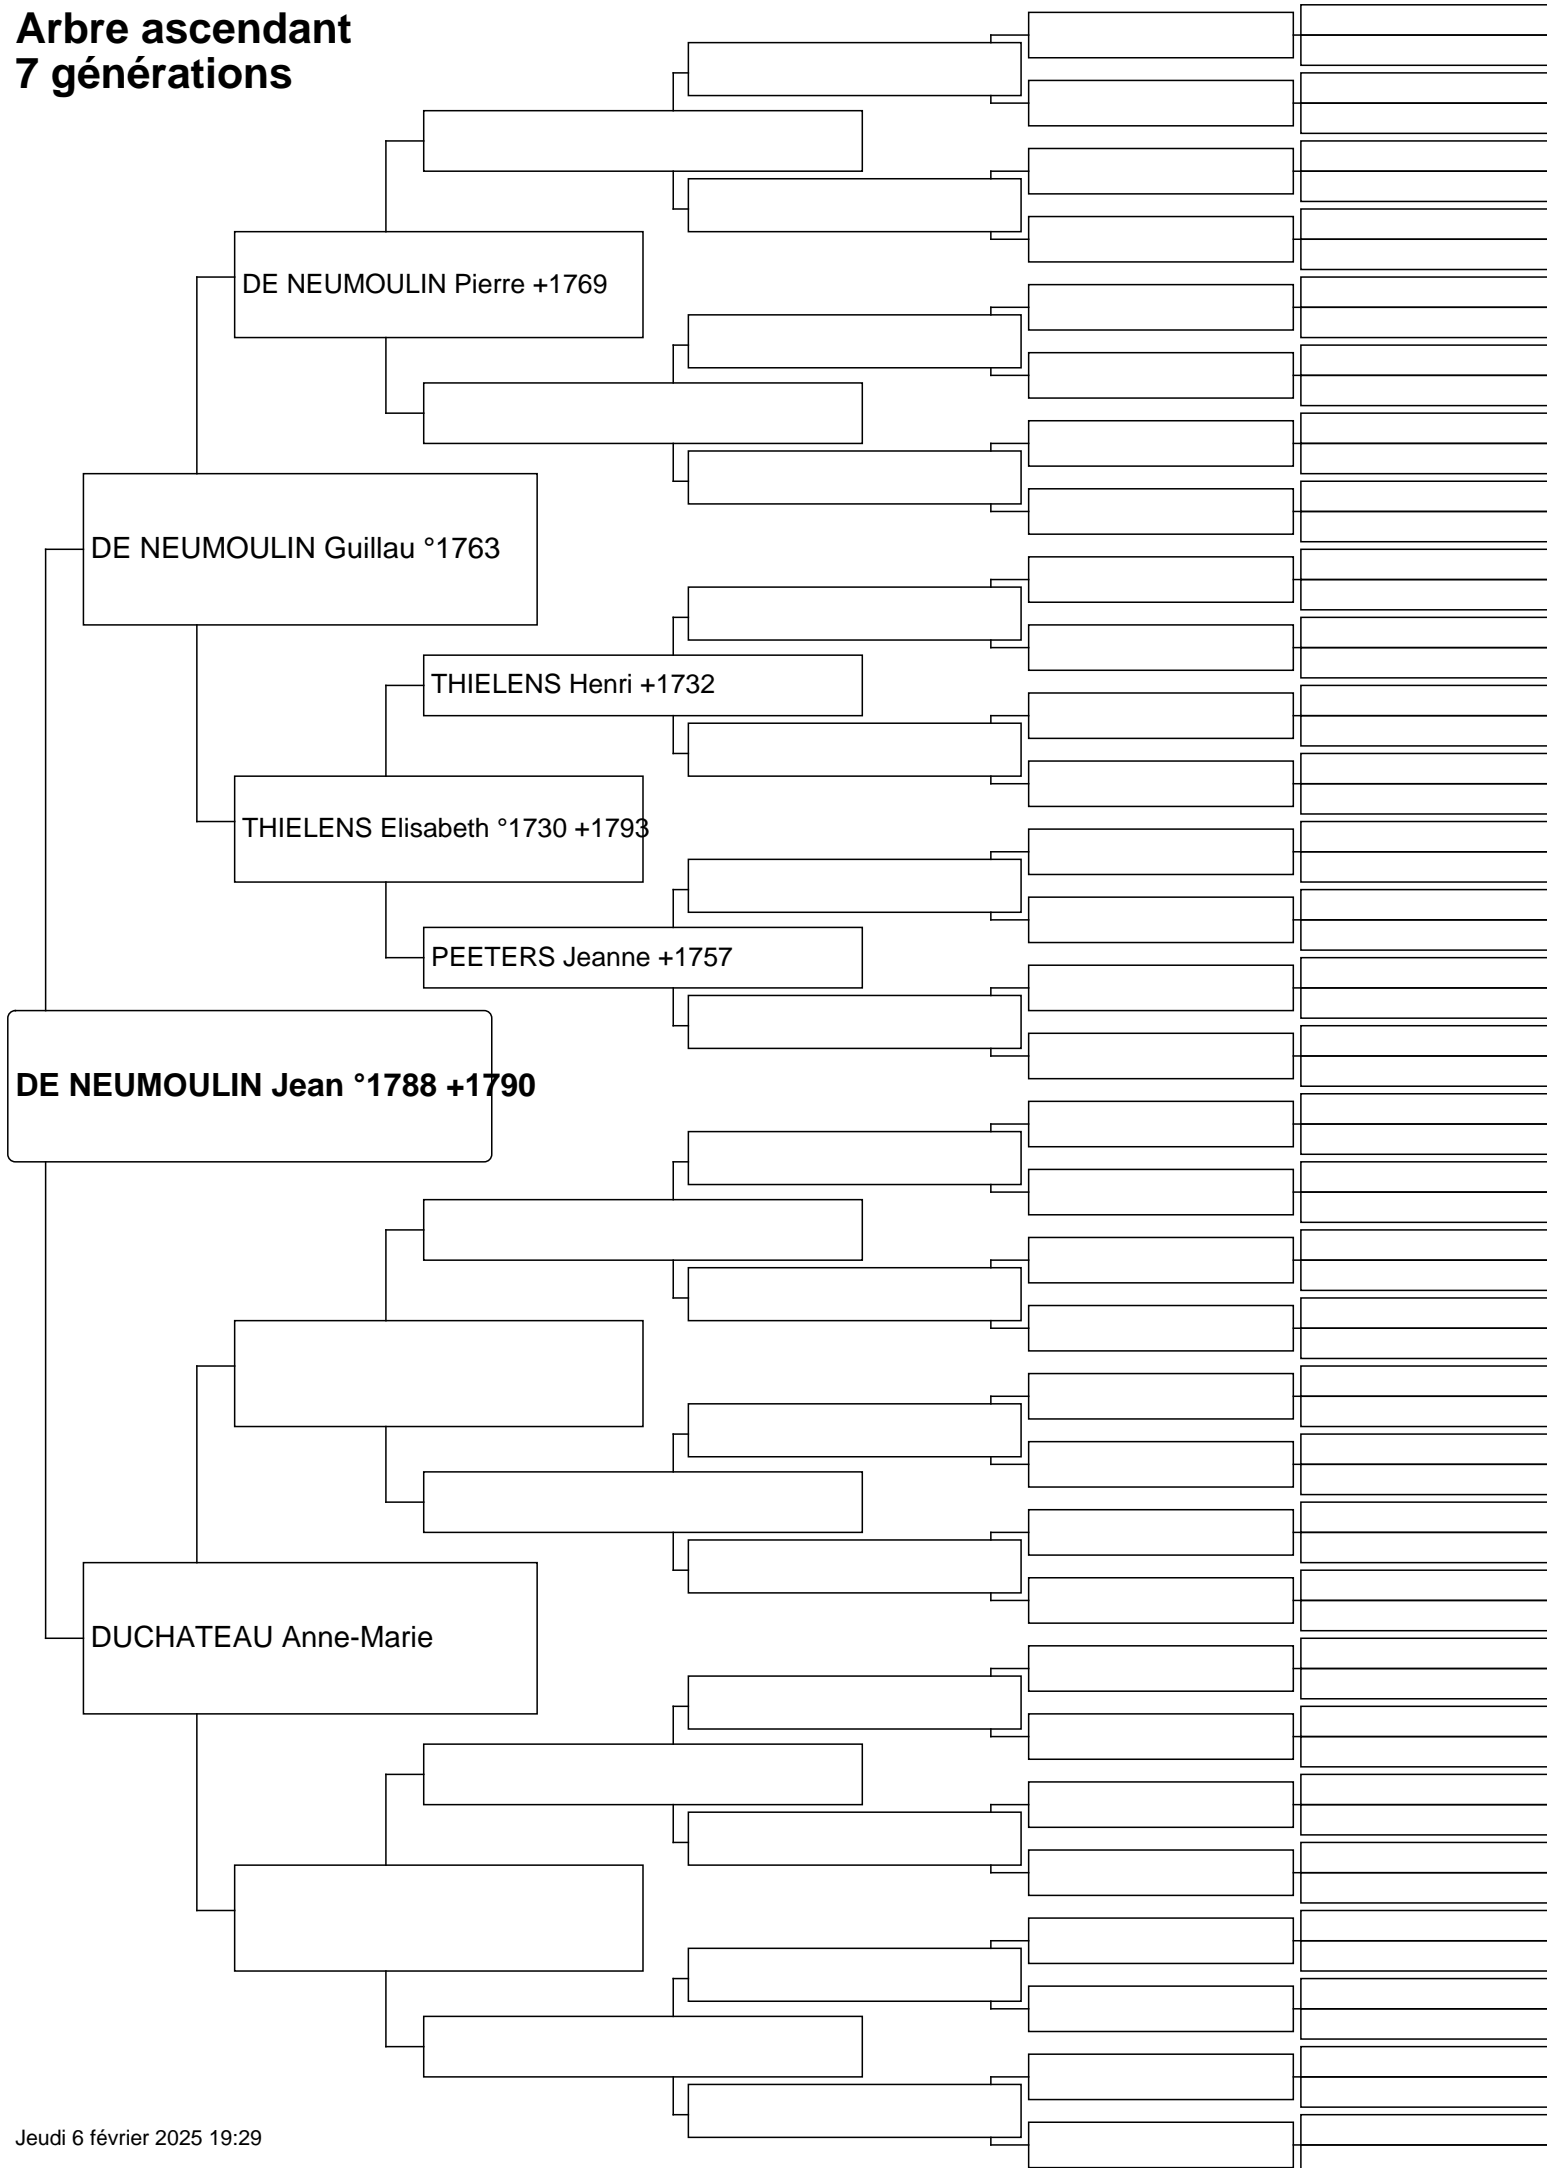 Arbre ascendant
7 générations
DE NEUMOULIN Pierre +1769
DE NEUMOULIN Guillau °1763
THIELENS Henri +1732
THIELENS Elisabeth °1730 +1793
PEETERS Jeanne +1757
DE NEUMOULIN Jean °1788 +1790
DUCHATEAU Anne-Marie
Jeudi 6 février 2025 19:29